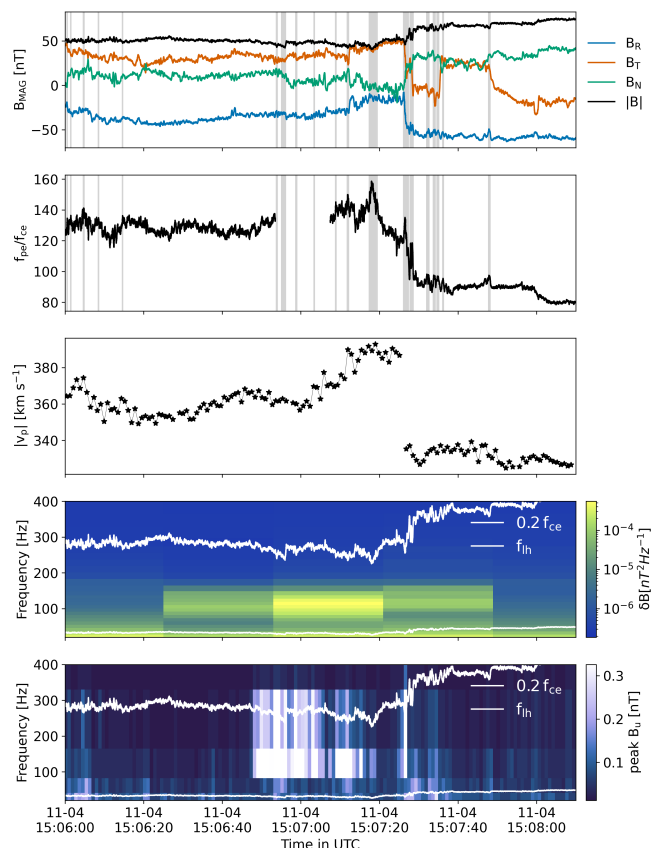 50
0
−50
B_MAG [nT]
B_R
B_T
B_N
|B|
160
140
120
100
80
f_pe/f_ce
380
360
340
|v_p| [km s⁻¹]
400
300
200
100
Frequency [Hz]
0.2 f_ce
f_lh
10⁻⁴
10⁻⁵
10⁻⁶
δB[nT²Hz⁻¹]
400
300
200
100
Frequency [Hz]
0.2 f_ce
f_lh
0.3
0.2
0.1
peak B_u [nT]
11-04 11-04 11-04 11-04 11-04 11-04 11-04
15:06:00 15:06:20 15:06:40 15:07:00 15:07:20 15:07:40 15:08:00
Time in UTC